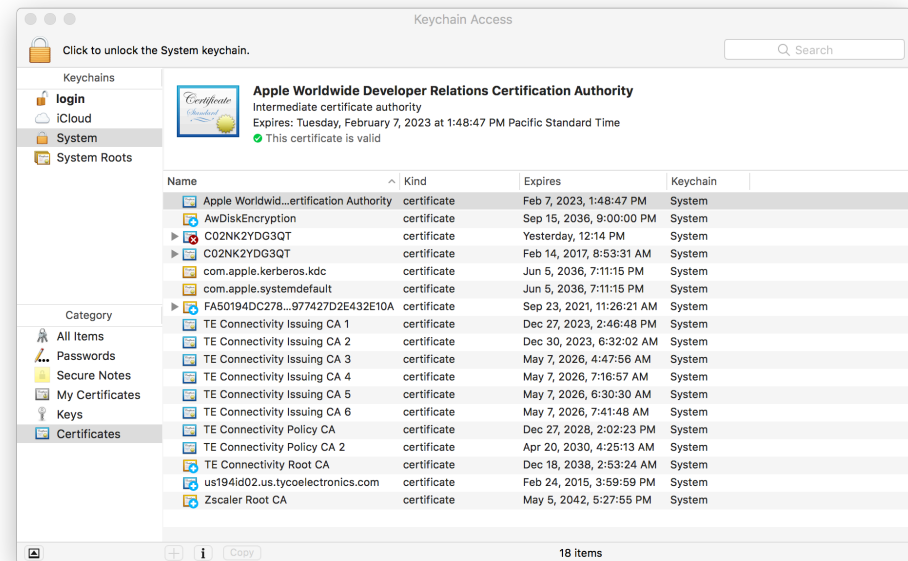 Keychain Access
Click to unlock the System keychain.
Search
Keychains
login
iCloud
System
System Roots
Certificate
Standard
Apple Worldwide Developer Relations Certification Authority
Intermediate certificate authority
Expires: Tuesday, February 7, 2023 at 1:48:47 PM Pacific Standard Time
This certificate is valid
Name Kind Expires Keychain
Apple Worldwid...ertification Authority certificate Feb 7, 2023, 1:48:47 PM System
AwDiskEncryption certificate Sep 15, 2036, 9:00:00 PM System
C02NK2YDG3QT certificate Yesterday, 12:14 PM System
C02NK2YDG3QT certificate Feb 14, 2017, 8:53:31 AM System
com.apple.kerberos.kdc certificate Jun 5, 2036, 7:11:15 PM System
com.apple.systemdefault certificate Jun 5, 2036, 7:11:15 PM System
FA50194DC278...977427D2E432E10A certificate Sep 23, 2021, 11:26:21 AM System
TE Connectivity Issuing CA 1 certificate Dec 27, 2023, 2:46:48 PM System
TE Connectivity Issuing CA 2 certificate Dec 30, 2023, 6:32:02 AM System
TE Connectivity Issuing CA 3 certificate May 7, 2026, 4:47:56 AM System
TE Connectivity Issuing CA 4 certificate May 7, 2026, 7:16:57 AM System
TE Connectivity Issuing CA 5 certificate May 7, 2026, 6:30:30 AM System
TE Connectivity Issuing CA 6 certificate May 7, 2026, 7:41:48 AM System
TE Connectivity Policy CA certificate Dec 27, 2028, 2:02:23 PM System
TE Connectivity Policy CA 2 certificate Apr 20, 2030, 4:25:13 AM System
TE Connectivity Root CA certificate Dec 18, 2038, 2:53:24 AM System
us194id02.us.tycoelectronics.com certificate Feb 24, 2015, 3:59:59 PM System
Zscaler Root CA certificate May 5, 2042, 5:27:55 PM System
Category
All Items
Passwords
Secure Notes
My Certificates
Keys
Certificates
Copy
18 items